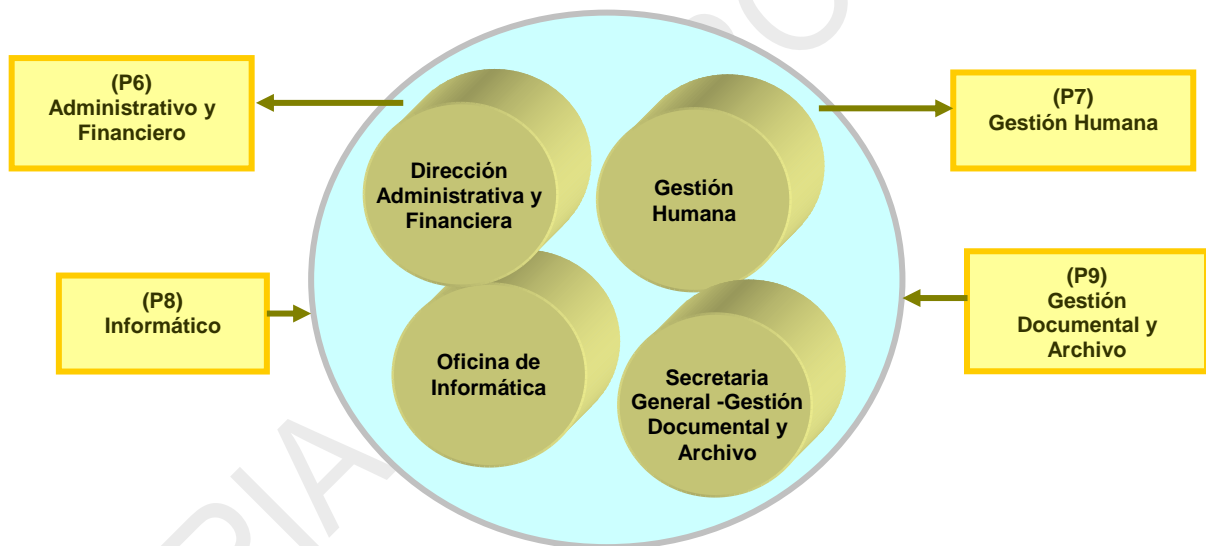 (P6)
Administrativo y
Financiero
(P7)
Gestión Humana
Dirección
Administrativa y
Financiera
Gestión
Humana
(P8)
Informático
(P9)
Gestión
Documental y
Archivo
Oficina de
Informática
Secretaria
General -Gestión
Documental y
Archivo